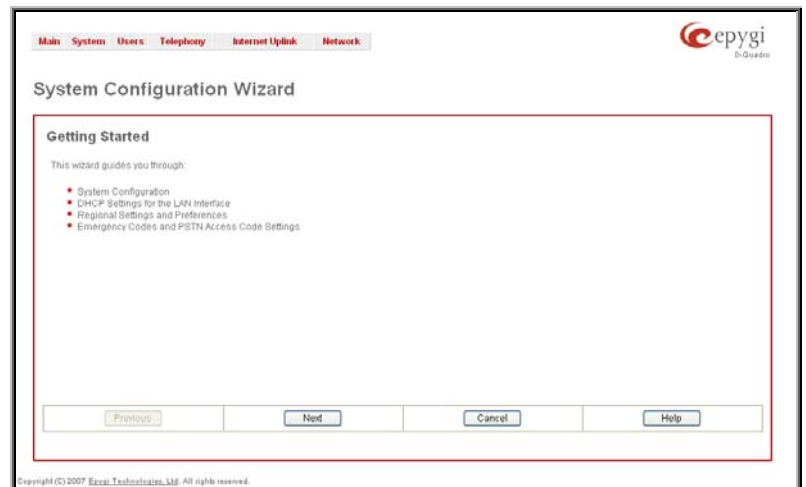 Main System Users Telephony Internet Uplink Network
epygi
D-Quadro
System Configuration Wizard
Getting Started
This wizard guides you through:
System Configuration
DHCP Settings for the LAN Interface
Regional Settings and Preferences
Emergency Codes and PSTN Access Code Settings
Previous Next Cancel Help
Copyright (C) 2007 Epygi Technologies, Ltd. All rights reserved.